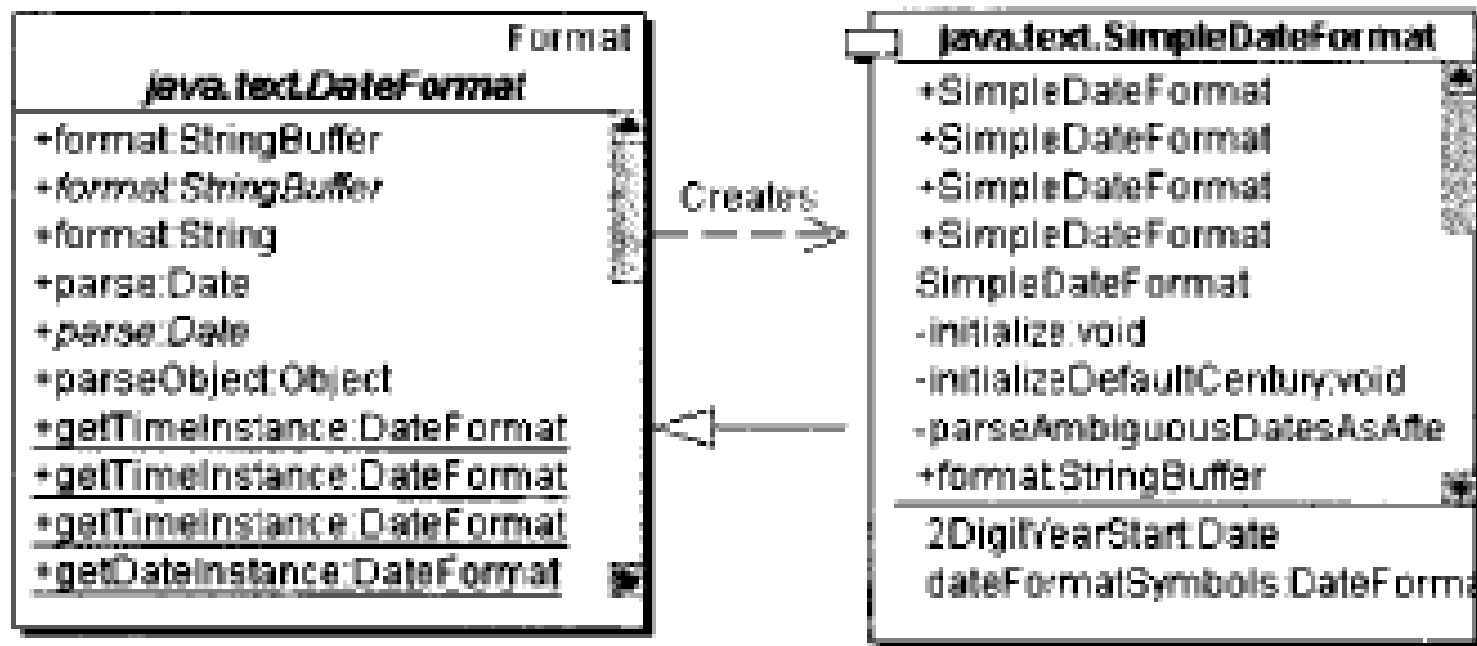 Format
java.text.DateFormat
+format:StringBuffer
+format:StringBuffer
+format:String
+parse:Date
+parse:Date
+parseObject:Object
+getTimeInstance:DateFormat
+getTimeInstance:DateFormat
+getTimeInstance:DateFormat
+getDateInstance:DateFormat
Creates
java.text.SimpleDateFormat
+SimpleDateFormat
+SimpleDateFormat
+SimpleDateFormat
+SimpleDateFormat
SimpleDateFormat
-initialize:void
-initializeDefaultCentury:void
-parseAmbiguousDatesAsAfte
+format:StringBuffer
2DigitYearStart:Date
dateFormatSymbols:DateForma